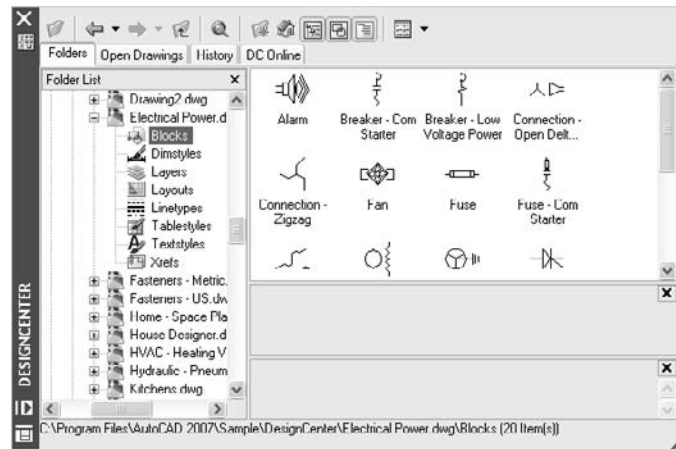 Folders Open Drawings History DC Online
Folder List
Drawing2.dwg
Electrical Power.d
Blocks
Dimstyles
Layers
Layouts
Linetypes
Tablestyles
Textstyles
Xrefs
Fasteners - Metric.
Fasteners - US.dw
Home - Space Pla
House Designer.d
HVAC - Heating V
Hydraulic - Pneum
Kitchens.dwg
Alarm
Breaker - Com
Starter
Breaker - Low
Voltage Power
Connection -
Open Delt...
Connection -
Zigzag
Fan
Fuse
Fuse - Com
Starter
DESIGNCENTER
C:\Program Files\AutoCAD 2007\Sample\DesignCenter\Electrical Power.dwg\Blocks (20 Item(s))